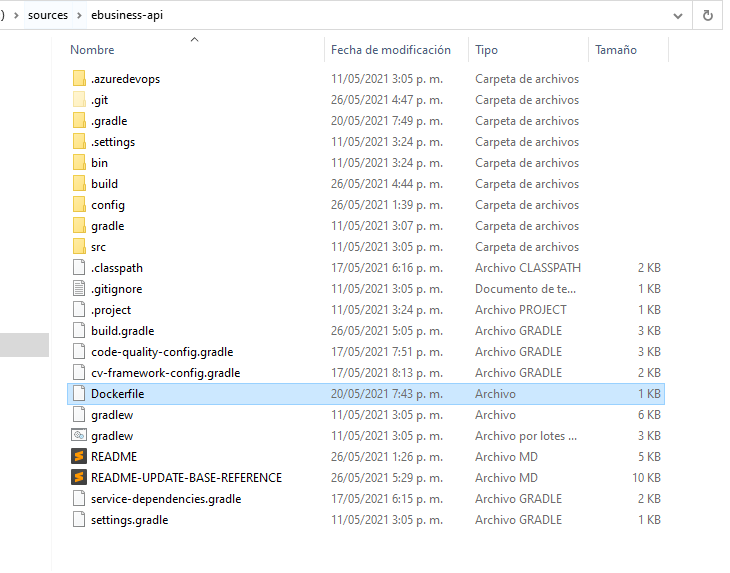 ) > sources > ebusiness-api
Nombre Fecha de modificación Tipo Tamaño
.azuredevops 11/05/2021 3:05 p. m. Carpeta de archivos
.git 26/05/2021 4:47 p. m. Carpeta de archivos
.gradle 20/05/2021 7:49 p. m. Carpeta de archivos
.settings 11/05/2021 3:24 p. m. Carpeta de archivos
bin 11/05/2021 3:24 p. m. Carpeta de archivos
build 26/05/2021 4:44 p. m. Carpeta de archivos
config 26/05/2021 1:39 p. m. Carpeta de archivos
gradle 11/05/2021 3:07 p. m. Carpeta de archivos
src 11/05/2021 3:05 p. m. Carpeta de archivos
.classpath 17/05/2021 6:16 p. m. Archivo CLASSPATH 2 KB
.gitignore 11/05/2021 3:05 p. m. Documento de te... 1 KB
.project 11/05/2021 3:24 p. m. Archivo PROJECT 1 KB
build.gradle 26/05/2021 5:05 p. m. Archivo GRADLE 3 KB
code-quality-config.gradle 17/05/2021 7:51 p. m. Archivo GRADLE 3 KB
cv-framework-config.gradle 17/05/2021 8:13 p. m. Archivo GRADLE 2 KB
Dockerfile 20/05/2021 7:43 p. m. Archivo 1 KB
gradlew 11/05/2021 3:05 p. m. Archivo 6 KB
gradlew 11/05/2021 3:05 p. m. Archivo por lotes ... 3 KB
README 26/05/2021 1:26 p. m. Archivo MD 5 KB
README-UPDATE-BASE-REFERENCE 26/05/2021 5:29 p. m. Archivo MD 10 KB
service-dependencies.gradle 17/05/2021 6:15 p. m. Archivo GRADLE 2 KB
settings.gradle 11/05/2021 3:05 p. m. Archivo GRADLE 1 KB